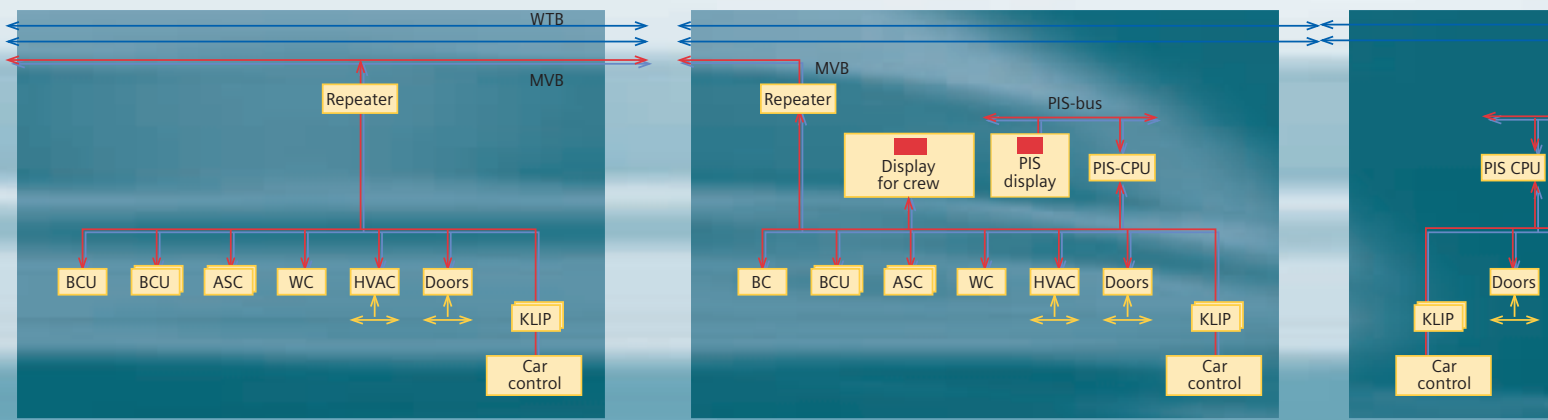 WTB
MVB
Repeater
BCU
BCU
ASC
WC
HVAC
Doors
KLIP
Car
control
MVB
Repeater
PIS-bus
Display
for crew
PIS
display
PIS-CPU
BC
BCU
ASC
WC
HVAC
Doors
KLIP
Car
control
PIS CPU
Doors
KLIP
Car
control